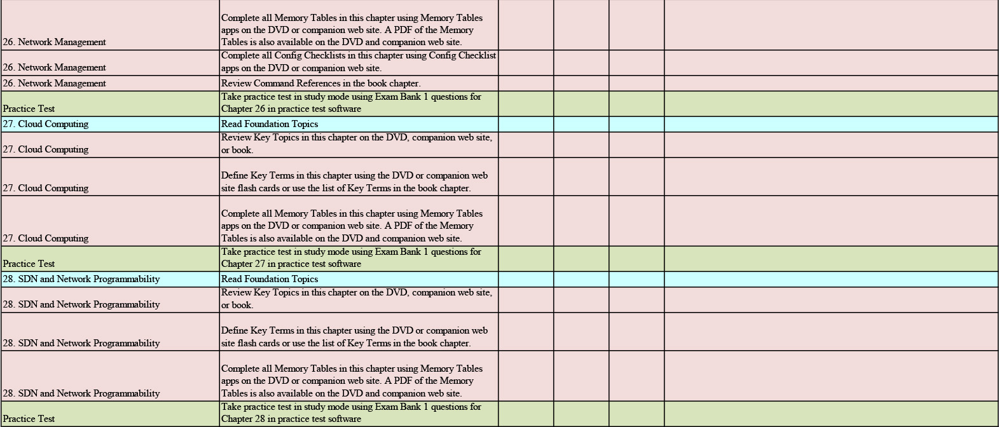 Complete all Memory Tables in this chapter using Memory Tables
apps on the DVD or companion web site. A PDF of the Memory
26. Network Management Tables is also available on the DVD and companion web site.
Complete all Config Checklists in this chapter using Config Checklist
26. Network Management apps on the DVD or companion web site.
26. Network Management Review Command References in the book chapter.
Take practice test in study mode using Exam Bank 1 questions for
Practice Test Chapter 26 in practice test software
27. Cloud Computing Read Foundation Topics
Review Key Topics in this chapter on the DVD, companion web site,
27. Cloud Computing or book.
Define Key Terms in this chapter using the DVD or companion web
27. Cloud Computing site flash cards or use the list of Key Terms in the book chapter.
Complete all Memory Tables in this chapter using Memory Tables
apps on the DVD or companion web site. A PDF of the Memory
27. Cloud Computing Tables is also available on the DVD and companion web site.
Take practice test in study mode using Exam Bank 1 questions for
Practice Test Chapter 27 in practice test software
28. SDN and Network Programmability Read Foundation Topics
Review Key Topics in this chapter on the DVD, companion web site,
28. SDN and Network Programmability or book.
Define Key Terms in this chapter using the DVD or companion web
28. SDN and Network Programmability site flash cards or use the list of Key Terms in the book chapter.
Complete all Memory Tables in this chapter using Memory Tables
apps on the DVD or companion web site. A PDF of the Memory
28. SDN and Network Programmability Tables is also available on the DVD and companion web site.
Take practice test in study mode using Exam Bank 1 questions for
Practice Test Chapter 28 in practice test software